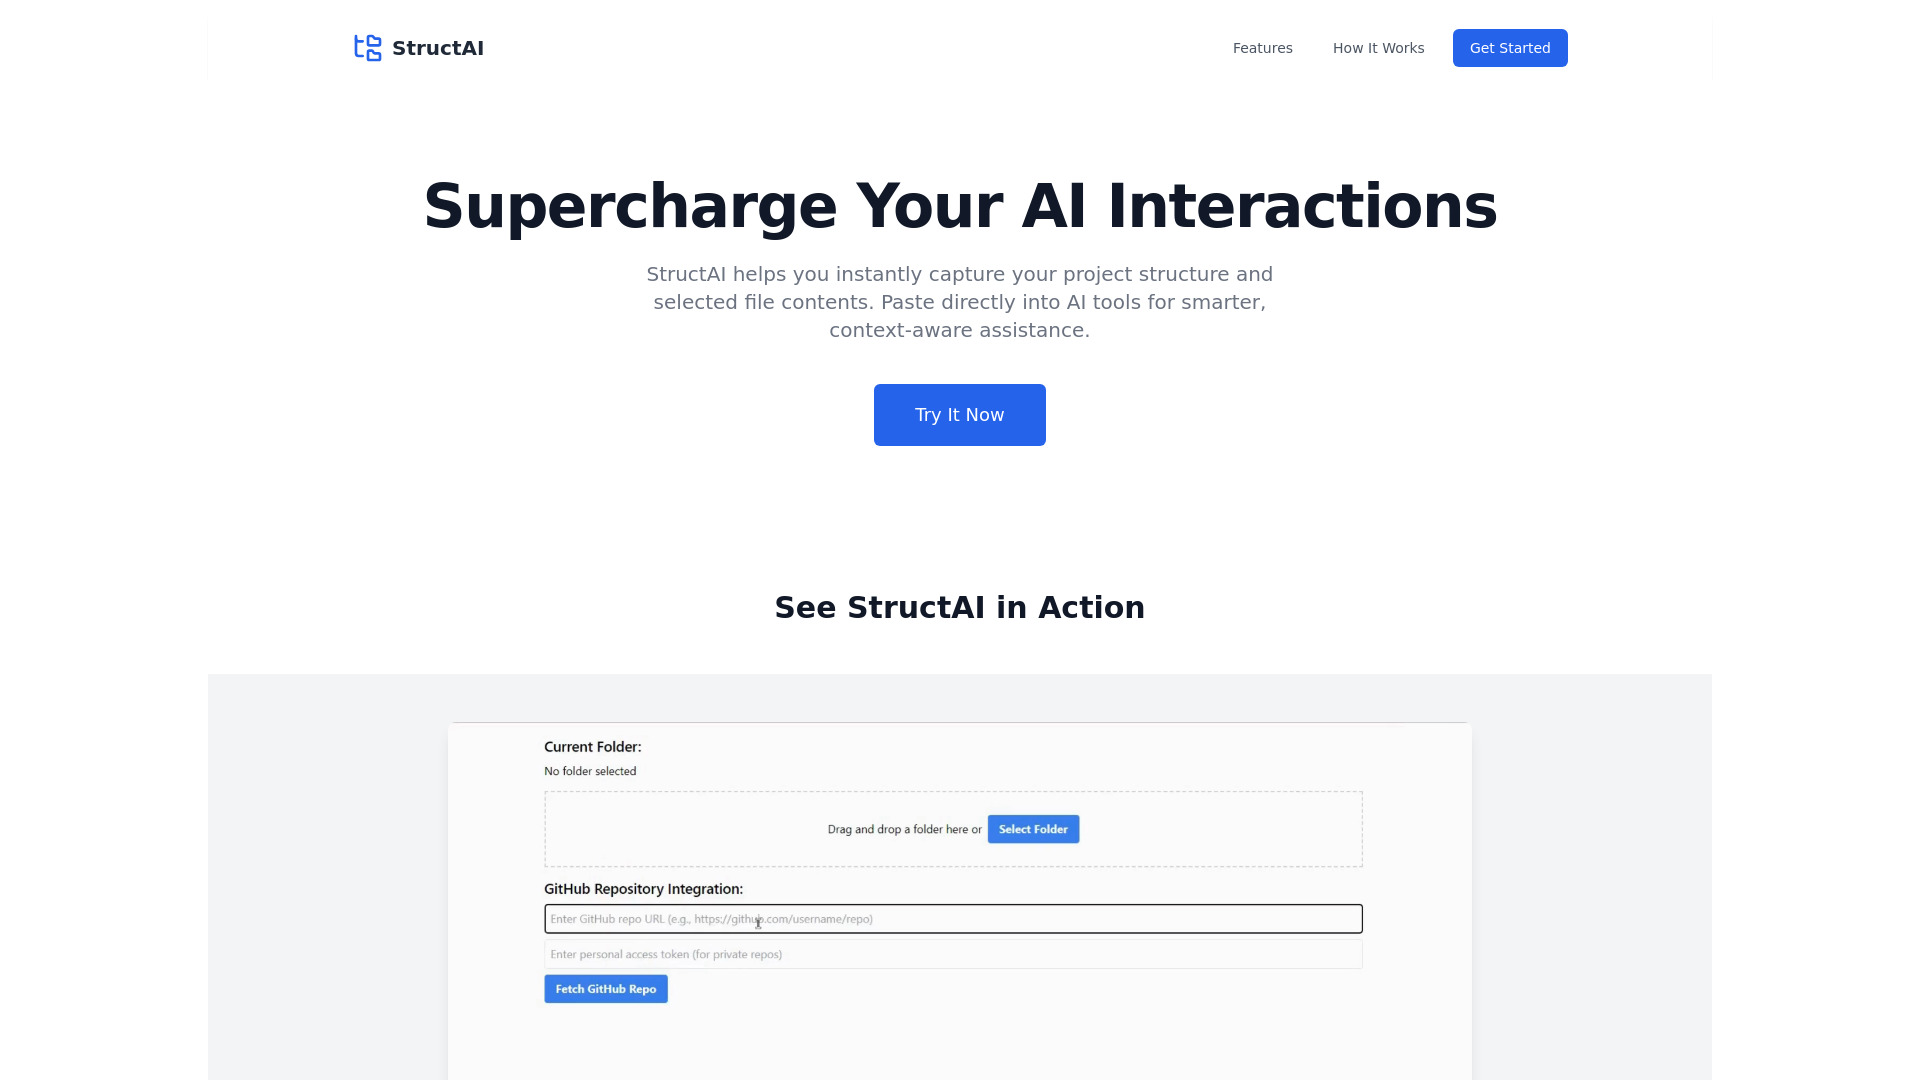 StructAI
Features
How It Works
Get Started
Supercharge Your AI Interactions
StructAI helps you instantly capture your project structure and
selected file contents. Paste directly into AI tools for smarter,
context-aware assistance.
Try It Now
See StructAI in Action
Current Folder:
No folder selected
Drag and drop a folder here or
Select Folder
GitHub Repository Integration:
Enter GitHub repo URL (e.g., https://github.com/username/repo)
Enter personal access token (for private repos)
Fetch GitHub Repo